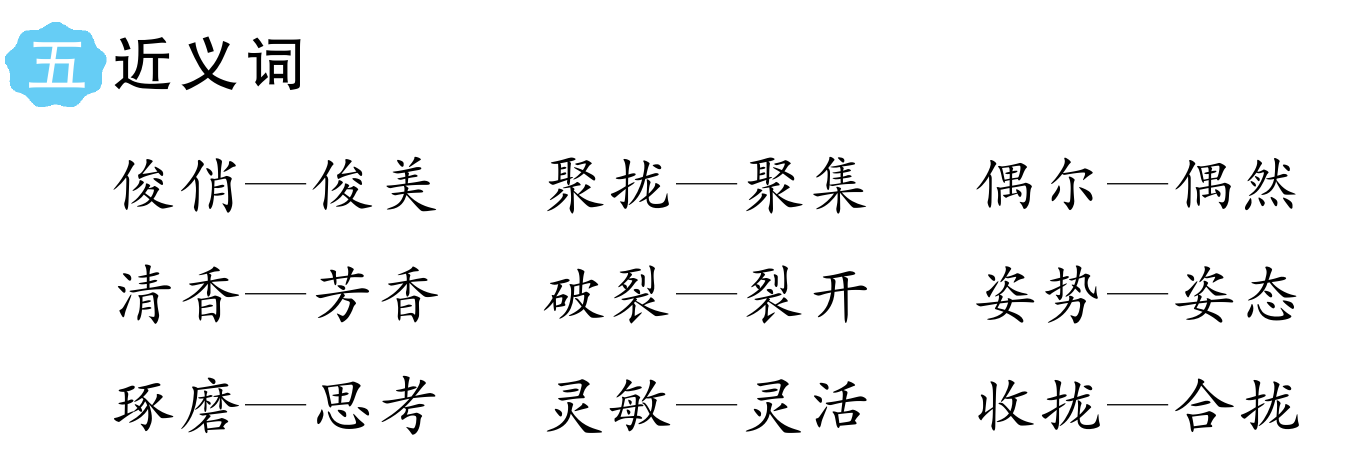 五 近义词
俊俏—俊美 聚拢—聚集 偶尔—偶然
清香—芳香 破裂—裂开 姿势—姿态
琢磨—思考 灵敏—灵活 收拢—合拢